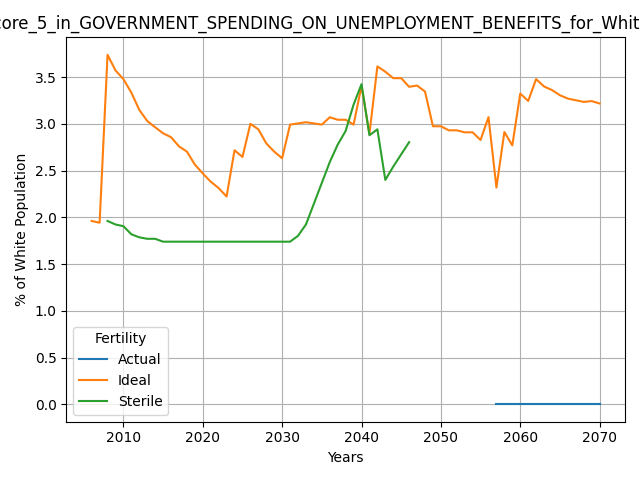 core_5_in_GOVERNMENT_SPENDING_ON_UNEMPLOYMENT_BENEFITS_for_Whit
3.5
3.0
2.5
2.0
1.5
1.0
0.5
0.0
% of White Population
Fertility
Actual
Ideal
Sterile
2010 2020 2030 2040 2050 2060 2070
Years